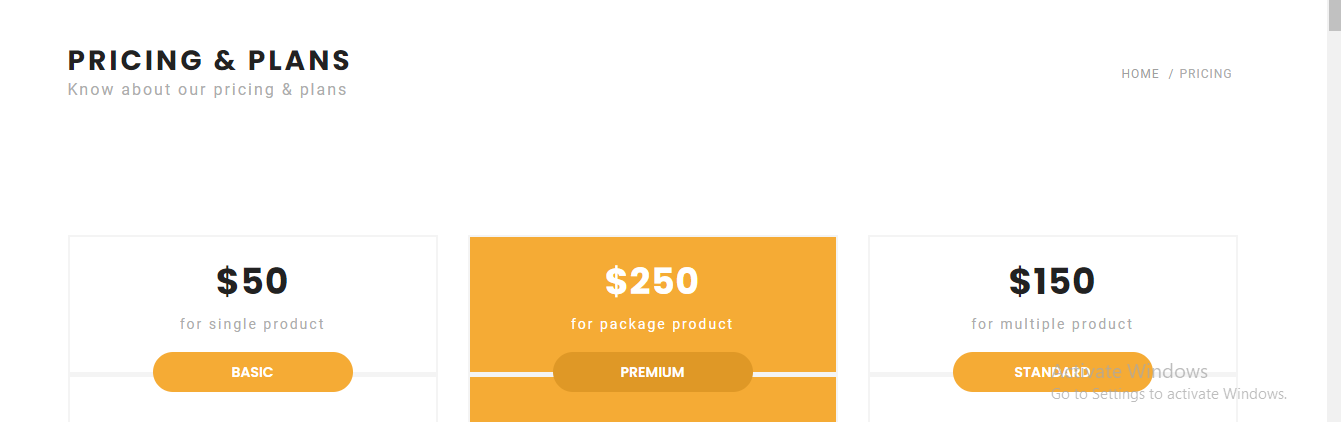 PRICING & PLANS
Know about our pricing & plans
HOME / PRICING
$50
for single product
BASIC
$250
for package product
PREMIUM
$150
for multiple product
STANDARD
Activate Windows
Go to Settings to activate Windows.